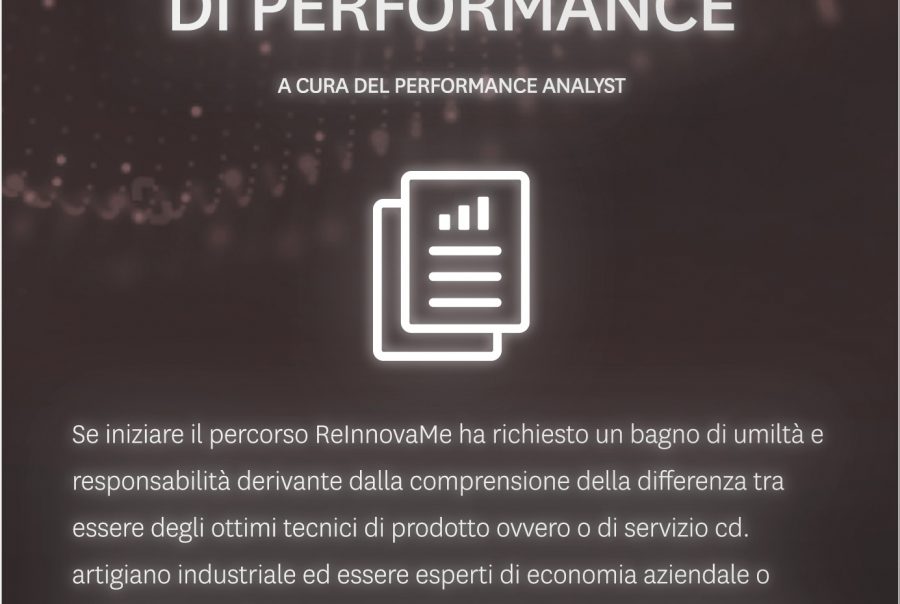 DI PERFORMANCE
A CURA DEL PERFORMANCE ANALYST
Se iniziare il percorso ReInnovaMe ha richiesto un bagno di umiltà e
responsabilità derivante dalla comprensione della differenza tra
essere degli ottimi tecnici di prodotto ovvero o di servizio cd.
artigiano industriale ed essere esperti di economia aziendale o